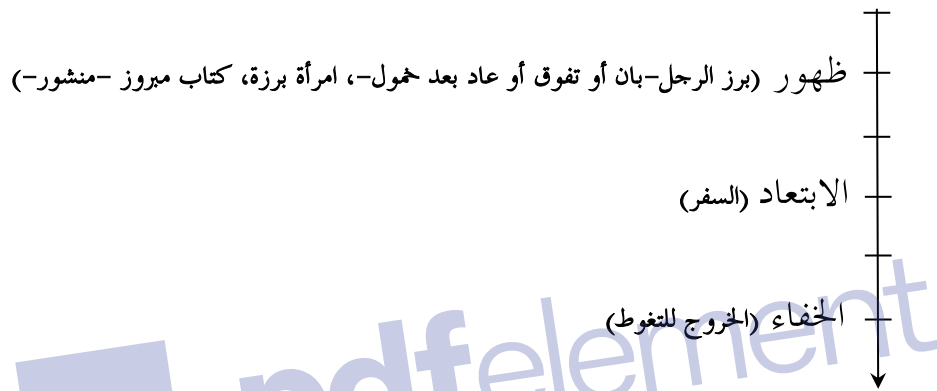 ظهور (برز الرجل-بان أو تفوق أو عاد بعد خمول-، امرأة برزة، كتاب مبروز -منشور-)
الابتعاد (السفر)
الخفاء (الخروج للتغوط)
pdfelement